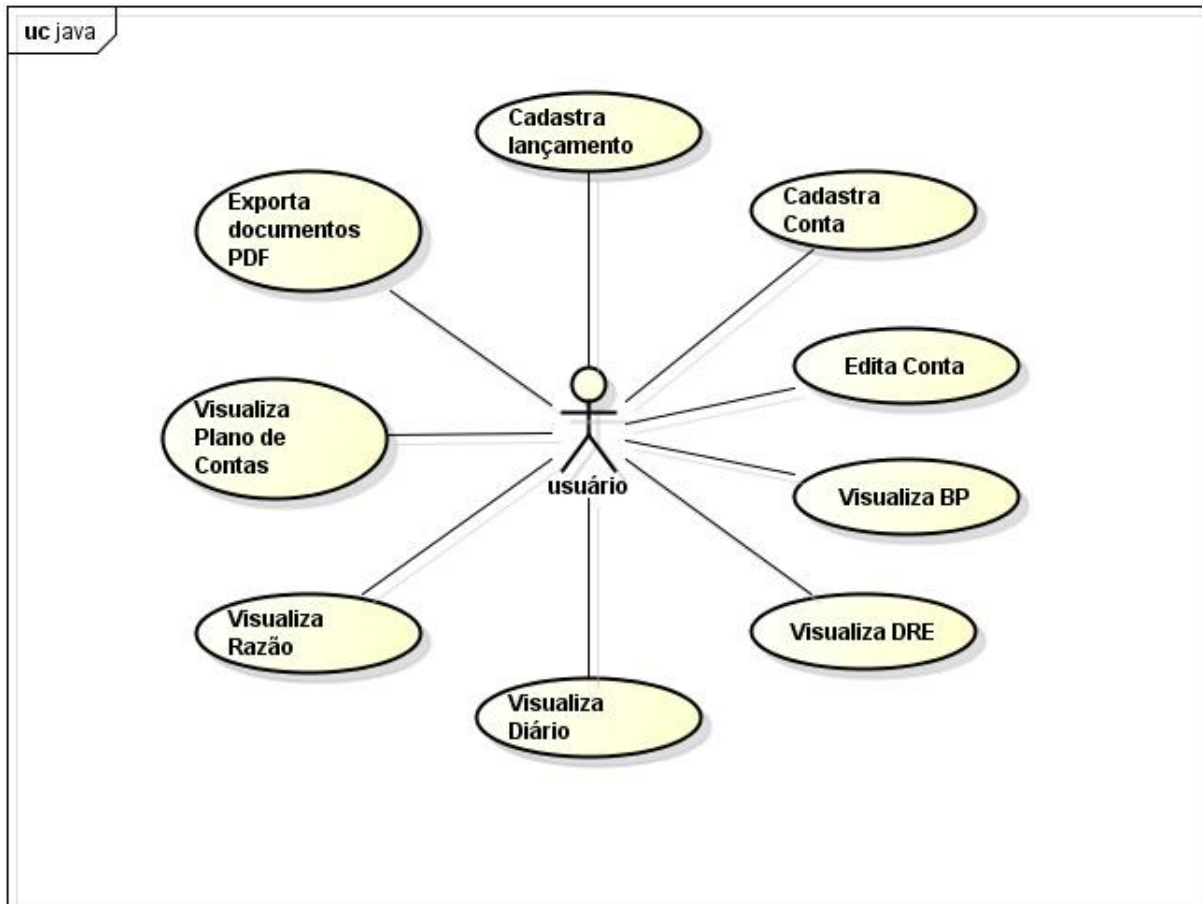 uc java
Cadastra
lançamento
Exporta
documentos
PDF
Cadastra
Conta
Edita Conta
Visualiza
Plano de
Contas
usuário
Visualiza BP
Visualiza
Razão
Visualiza DRE
Visualiza
Diário